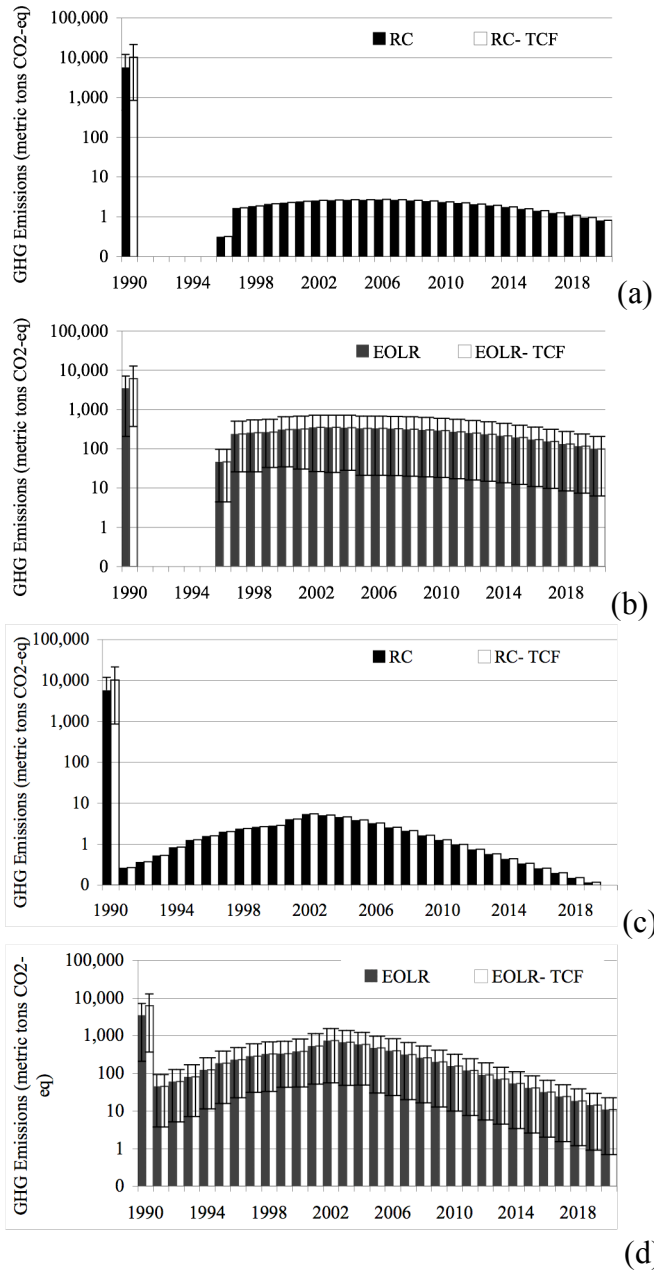 GHG Emissions (metric tons CO2-eq)
100,000
10,000
1,000
100
10
1
0
RC
RC- TCF
1990 1994 1998 2002 2006 2010 2014 2018
(a)
GHG Emissions (metric tons CO2-eq)
100,000
10,000
1,000
100
10
1
0
EOLR
EOLR- TCF
1990 1994 1998 2002 2006 2010 2014 2018
(b)
GHG Emissions (metric tons CO2-eq)
100,000
10,000
1,000
100
10
1
0
RC
RC- TCF
1990 1994 1998 2002 2006 2010 2014 2018
(c)
GHG Emissions (metric tons CO2-
eq)
100,000
10,000
1,000
100
10
1
0
EOLR
EOLR- TCF
1990 1994 1998 2002 2006 2010 2014 2018
(d)